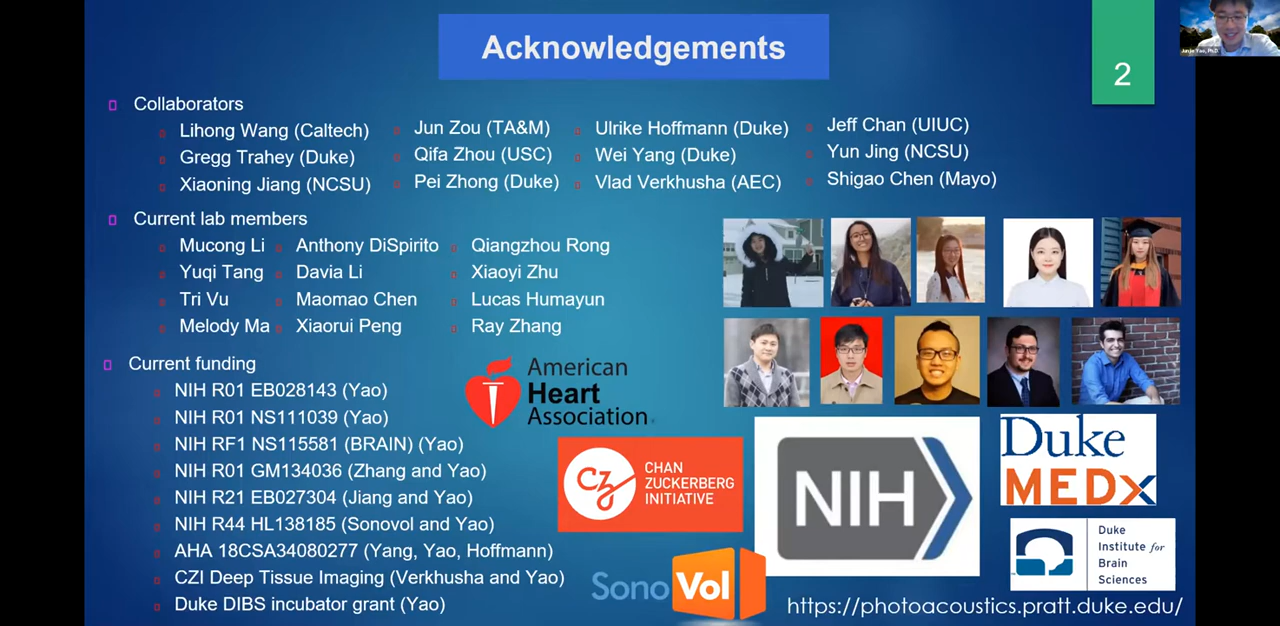 Acknowledgements
2
Junjie Yao, PhD
Collaborators
Lihong Wang (Caltech)
Gregg Trahey (Duke)
Xiaoning Jiang (NCSU)
Jun Zou (TA&M)
Qifa Zhou (USC)
Pei Zhong (Duke)
Ulrike Hoffmann (Duke)
Wei Yang (Duke)
Vlad Verkhusha (AEC)
Jeff Chan (UIUC)
Yun Jing (NCSU)
Shigao Chen (Mayo)
Current lab members
Mucong Li
Yuqi Tang
Tri Vu
Melody Ma
Anthony DiSpirito
Davia Li
Maomao Chen
Xiaorui Peng
Qiangzhou Rong
Xiaoyi Zhu
Lucas Humayun
Ray Zhang
Current funding
NIH R01 EB028143 (Yao)
NIH R01 NS111039 (Yao)
NIH RF1 NS115581 (BRAIN) (Yao)
NIH R01 GM134036 (Zhang and Yao)
NIH R21 EB027304 (Jiang and Yao)
NIH R44 HL138185 (Sonovol and Yao)
AHA 18CSA34080277 (Yang, Yao, Hoffmann)
CZI Deep Tissue Imaging (Verkhusha and Yao)
Duke DIBS incubator grant (Yao)
American
Heart
Association
CZ
CHAN
ZUCKERBERG
INITIATIVE
NIH
Duke
MEDx
Duke
Institute for
Brain
Sciences
SonoVol
https://photoacoustics.pratt.duke.edu/